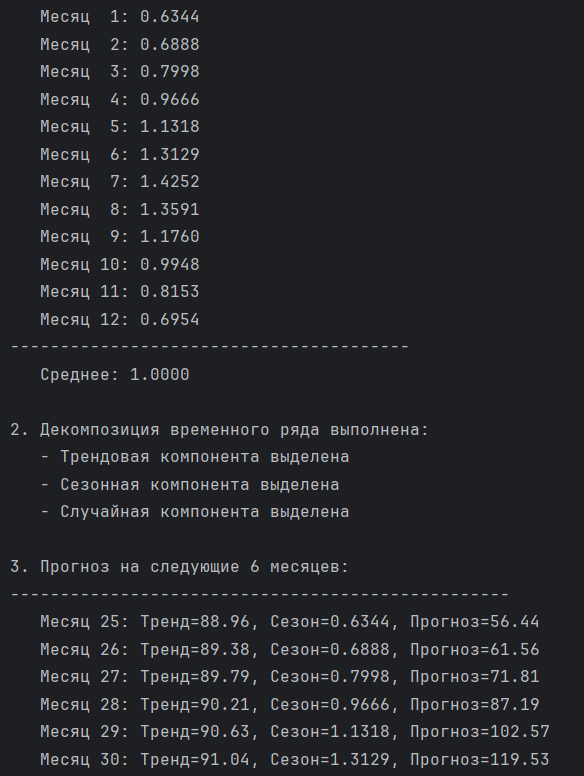 Месяц  1: 0.6344
Месяц  2: 0.6888
Месяц  3: 0.7998
Месяц  4: 0.9666
Месяц  5: 1.1318
Месяц  6: 1.3129
Месяц  7: 1.4252
Месяц  8: 1.3591
Месяц  9: 1.1760
Месяц 10: 0.9948
Месяц 11: 0.8153
Месяц 12: 0.6954
----------------------------------------
Среднее: 1.0000
2. Декомпозиция временного ряда выполнена:
- Трендовая компонента выделена
- Сезонная компонента выделена
- Случайная компонента выделена
3. Прогноз на следующие 6 месяцев:
--------------------------------------------------
Месяц 25: Тренд=88.96, Сезон=0.6344, Прогноз=56.44
Месяц 26: Тренд=89.38, Сезон=0.6888, Прогноз=61.56
Месяц 27: Тренд=89.79, Сезон=0.7998, Прогноз=71.81
Месяц 28: Тренд=90.21, Сезон=0.9666, Прогноз=87.19
Месяц 29: Тренд=90.63, Сезон=1.1318, Прогноз=102.57
Месяц 30: Тренд=91.04, Сезон=1.3129, Прогноз=119.53